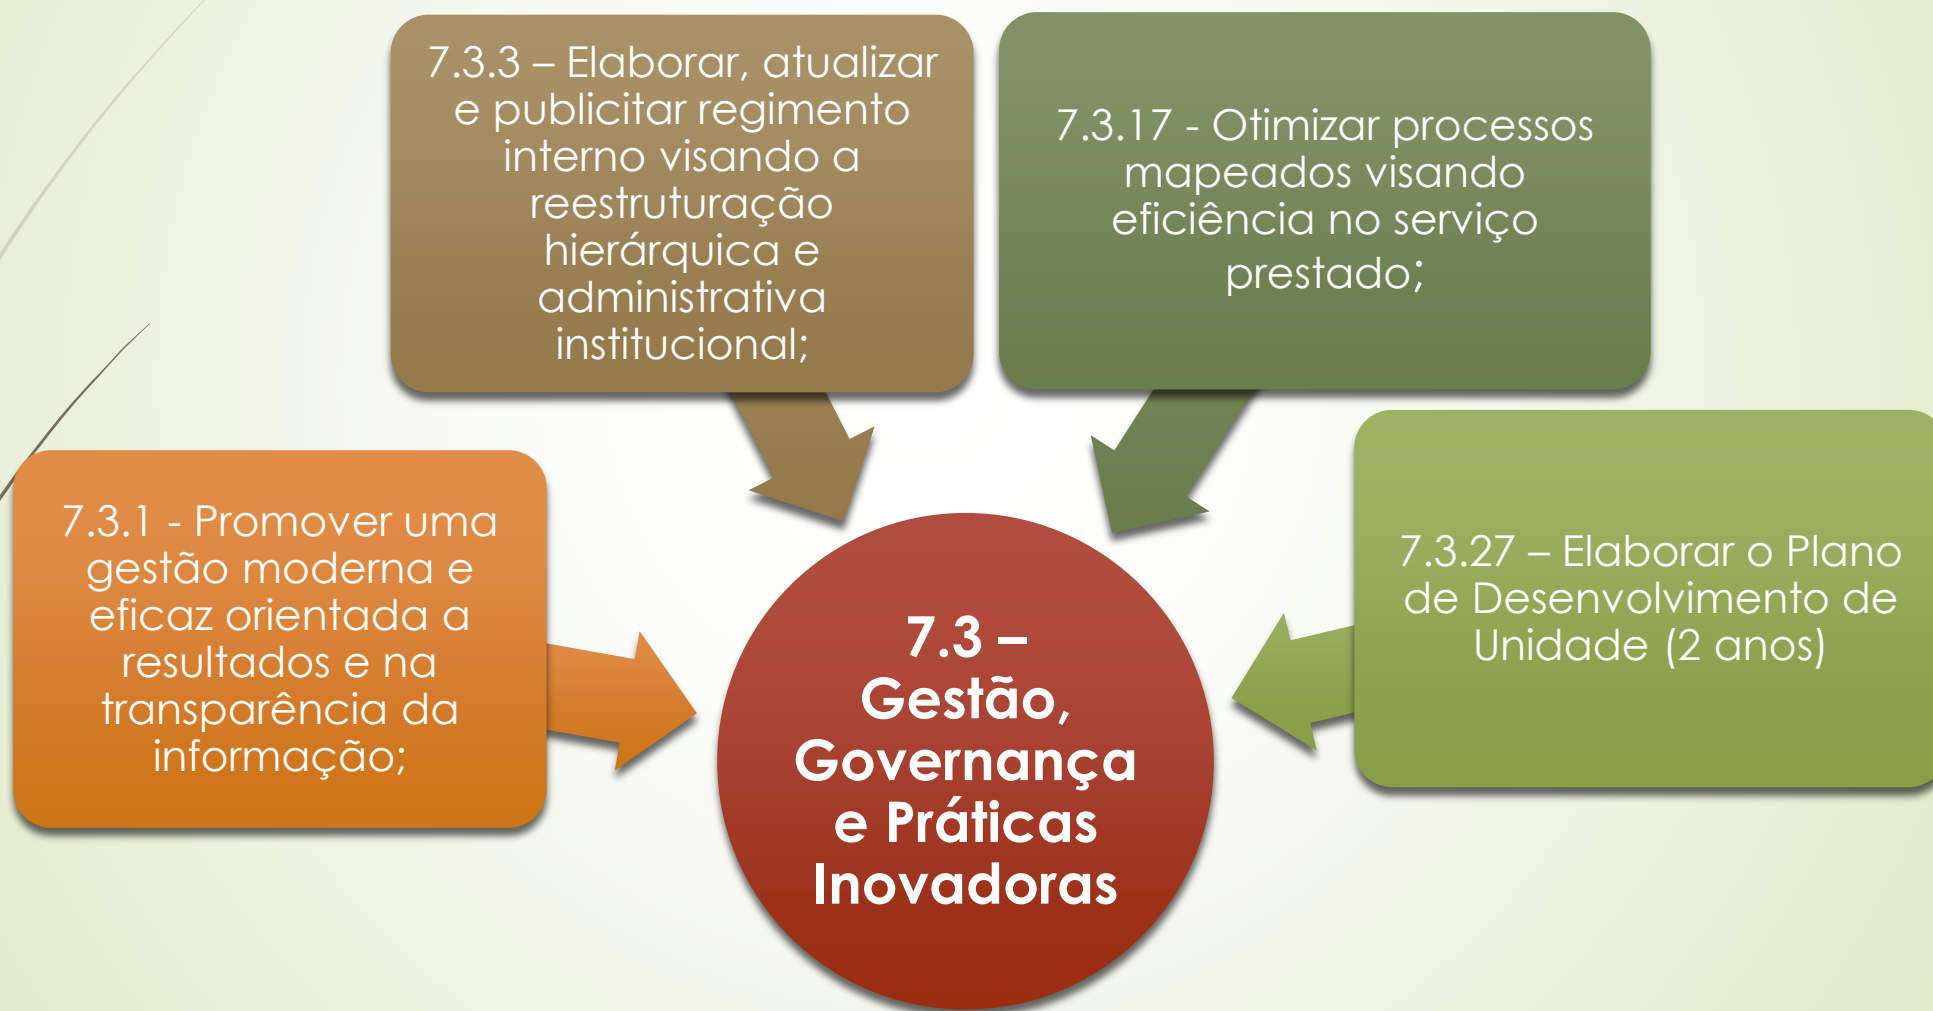 7.3.3 – Elaborar, atualizar
e publicitar regimento
interno visando a
reestruturação
hierárquica e
administrativa
institucional;
7.3.17 - Otimizar processos
mapeados visando
eficiência no serviço
prestado;
7.3.1 - Promover uma
gestão moderna e
eficaz orientada a
resultados e na
transparência da
informação;
7.3.27 – Elaborar o Plano
de Desenvolvimento de
Unidade (2 anos)
7.3 –
Gestão,
Governança
e Práticas
Inovadoras